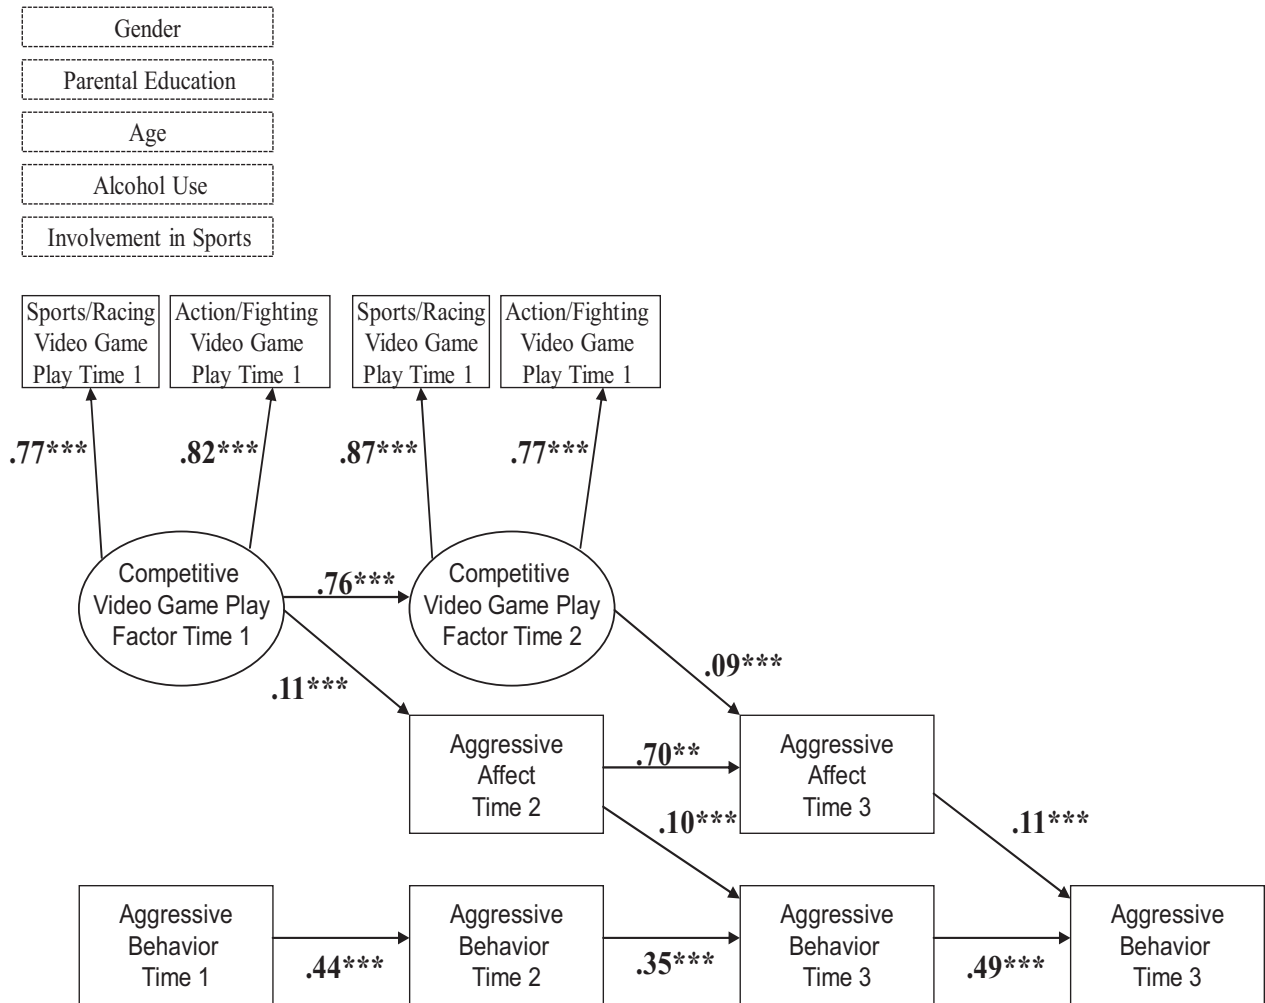 Gender
Parental Education
Age
Alcohol Use
Involvement in Sports
Sports/Racing
Video Game
Play Time 1
Action/Fighting
Video Game
Play Time 1
Sports/Racing
Video Game
Play Time 1
Action/Fighting
Video Game
Play Time 1
.77***
.82***
.87***
.77***
Competitive
Video Game Play
Factor Time 1
.76***
Competitive
Video Game Play
Factor Time 2
.11***
.09***
Aggressive
Affect
Time 2
.70**
Aggressive
Affect
Time 3
.10***
.11***
Aggressive
Behavior
Time 1
.44***
Aggressive
Behavior
Time 2
.35***
Aggressive
Behavior
Time 3
.49***
Aggressive
Behavior
Time 3